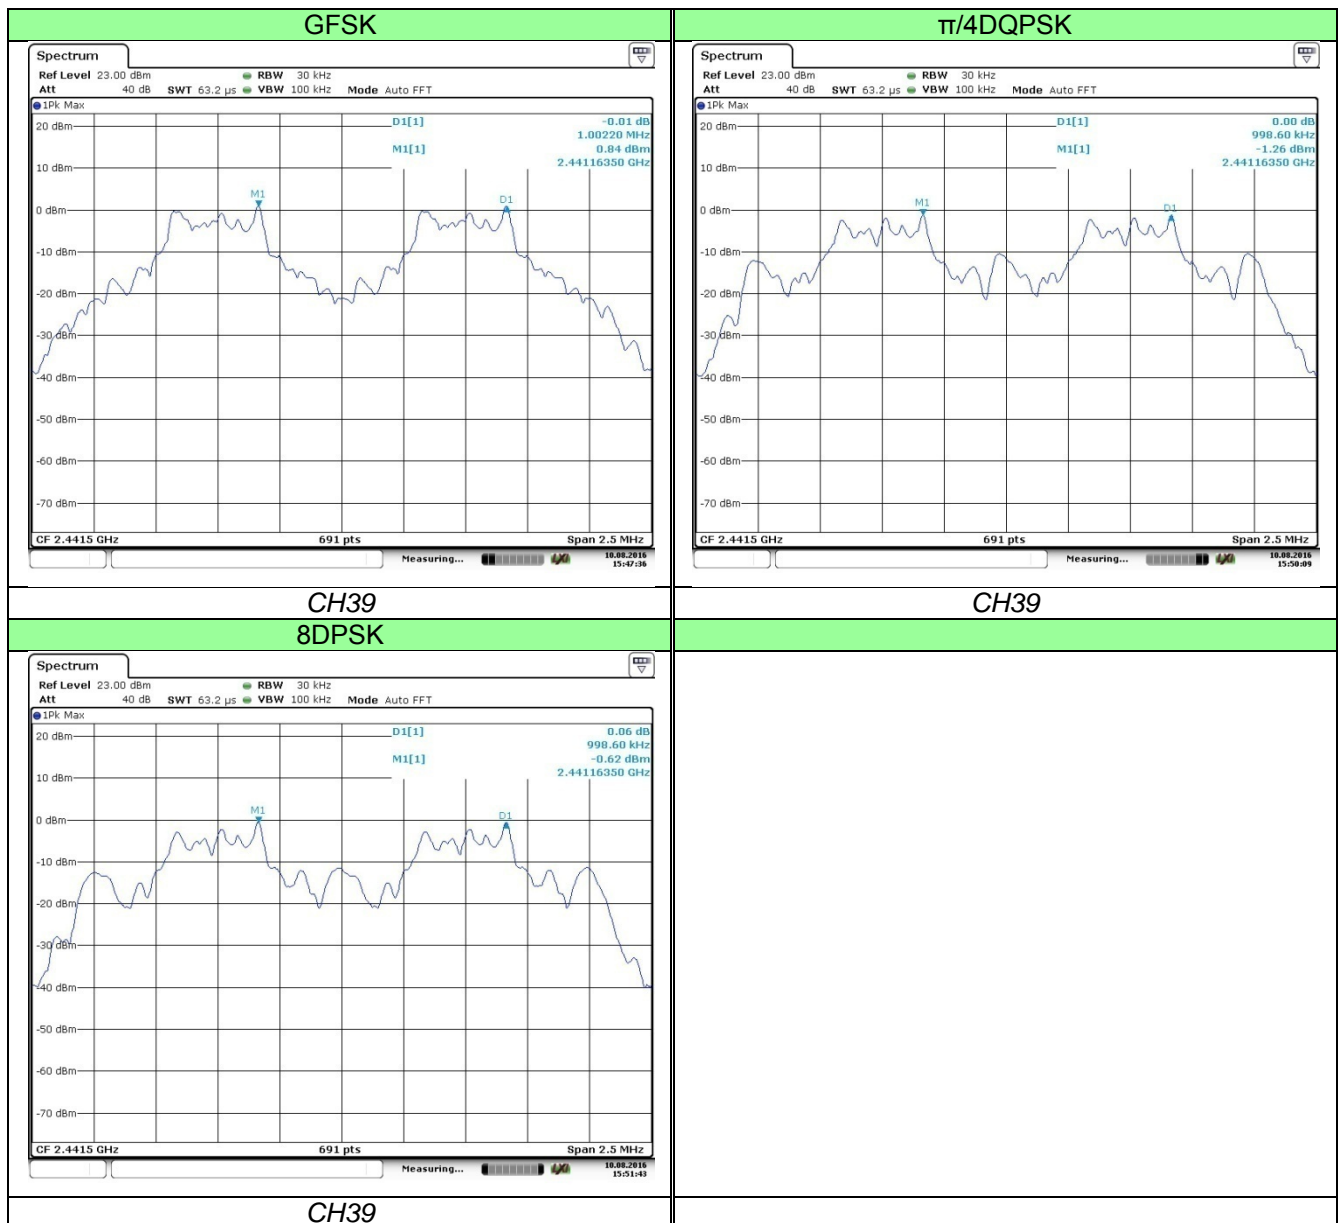 GFSK
Spectrum
Ref Level 23.00 dBm RBW 30 kHz
Att 40 dB SWT 63.2 µs VBW 100 kHz Mode Auto FFT
1Pk Max
D1[1] -0.01 dB
20 dBm
1.00220 MHz
M1[1] 0.84 dBm
2.44116350 GHz
10 dBm
M1
D1
0 dBm
-10 dBm
-20 dBm
-30 dBm
-40 dBm
-50 dBm
-60 dBm
-70 dBm
CF 2.4415 GHz 691 pts Span 2.5 MHz
Measuring... 10.08.2016
15:47:36
CH39
π/4DQPSK
Spectrum
Ref Level 23.00 dBm RBW 30 kHz
Att 40 dB SWT 63.2 µs VBW 100 kHz Mode Auto FFT
1Pk Max
D1[1] 0.00 dB
20 dBm
998.60 kHz
M1[1] -1.26 dBm
2.44116350 GHz
10 dBm
M1
D1
0 dBm
-10 dBm
-20 dBm
-30 dBm
-40 dBm
-50 dBm
-60 dBm
-70 dBm
CF 2.4415 GHz 691 pts Span 2.5 MHz
Measuring... 10.08.2016
15:50:09
CH39
8DPSK
Spectrum
Ref Level 23.00 dBm RBW 30 kHz
Att 40 dB SWT 63.2 µs VBW 100 kHz Mode Auto FFT
1Pk Max
D1[1] 0.06 dB
20 dBm
998.60 kHz
M1[1] -0.62 dBm
2.44116350 GHz
10 dBm
M1
D1
0 dBm
-10 dBm
-20 dBm
-30 dBm
-40 dBm
-50 dBm
-60 dBm
-70 dBm
CF 2.4415 GHz 691 pts Span 2.5 MHz
Measuring... 10.08.2016
15:51:43
CH39